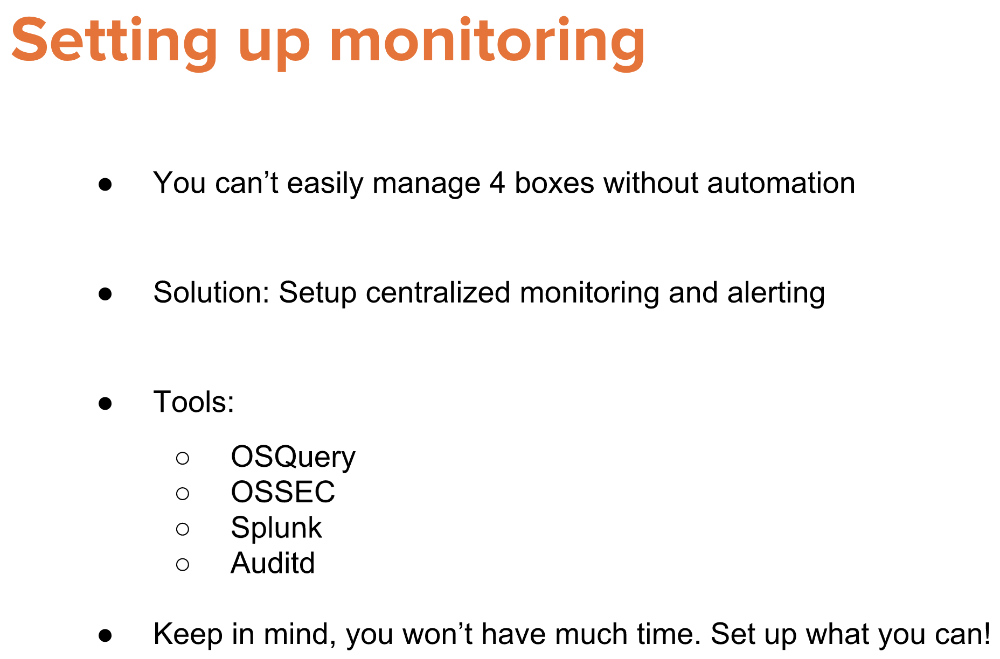 Setting up monitoring
● You can’t easily manage 4 boxes without automation
● Solution: Setup centralized monitoring and alerting
● Tools:
○ OSQuery
○ OSSEC
○ Splunk
○ Auditd
● Keep in mind, you won’t have much time. Set up what you can!